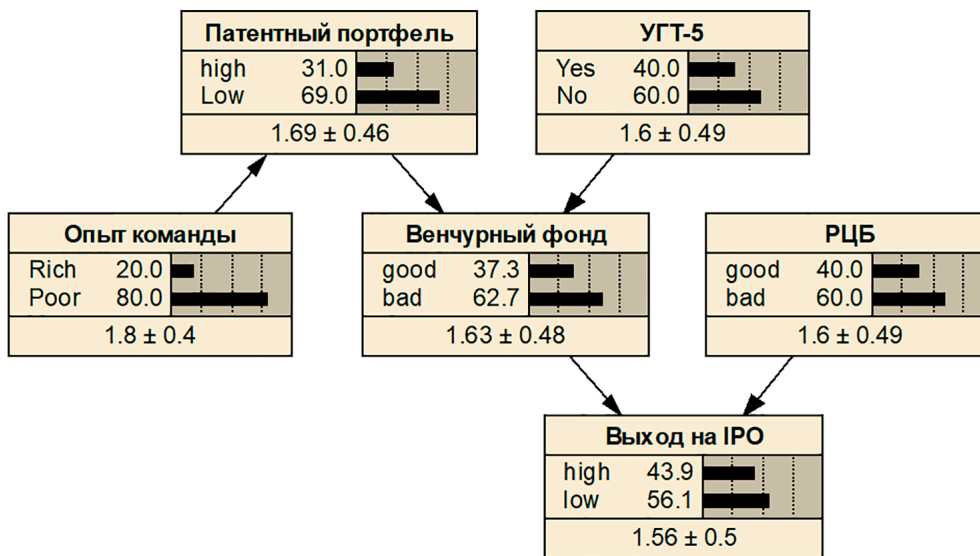 Патентный портфель
high 31.0
Low 69.0
1.69 ± 0.46
УГТ-5
Yes 40.0
No 60.0
1.6 ± 0.49
Опыт команды
Rich 20.0
Poor 80.0
1.8 ± 0.4
Венчурный фонд
good 37.3
bad 62.7
1.63 ± 0.48
РЦБ
good 40.0
bad 60.0
1.6 ± 0.49
Выход на IPO
high 43.9
low 56.1
1.56 ± 0.5